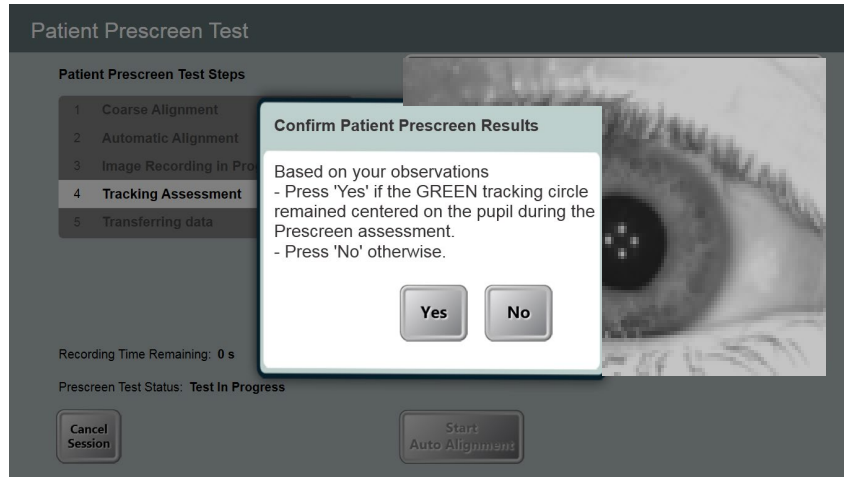 Patient Prescreen Test
Patient Prescreen Test Steps
1 Coarse Alignment
2 Automatic Alignment
3 Image Recording in Pro
4 Tracking Assessment
5 Transferring data
Confirm Patient Prescreen Results
Based on your observations
- Press 'Yes' if the GREEN tracking circle
remained centered on the pupil during the
Prescreen assessment.
- Press 'No' otherwise.
Yes No
Recording Time Remaining: 0 s
Prescreen Test Status: Test In Progress
Cancel
Session
Start
Auto Alignment